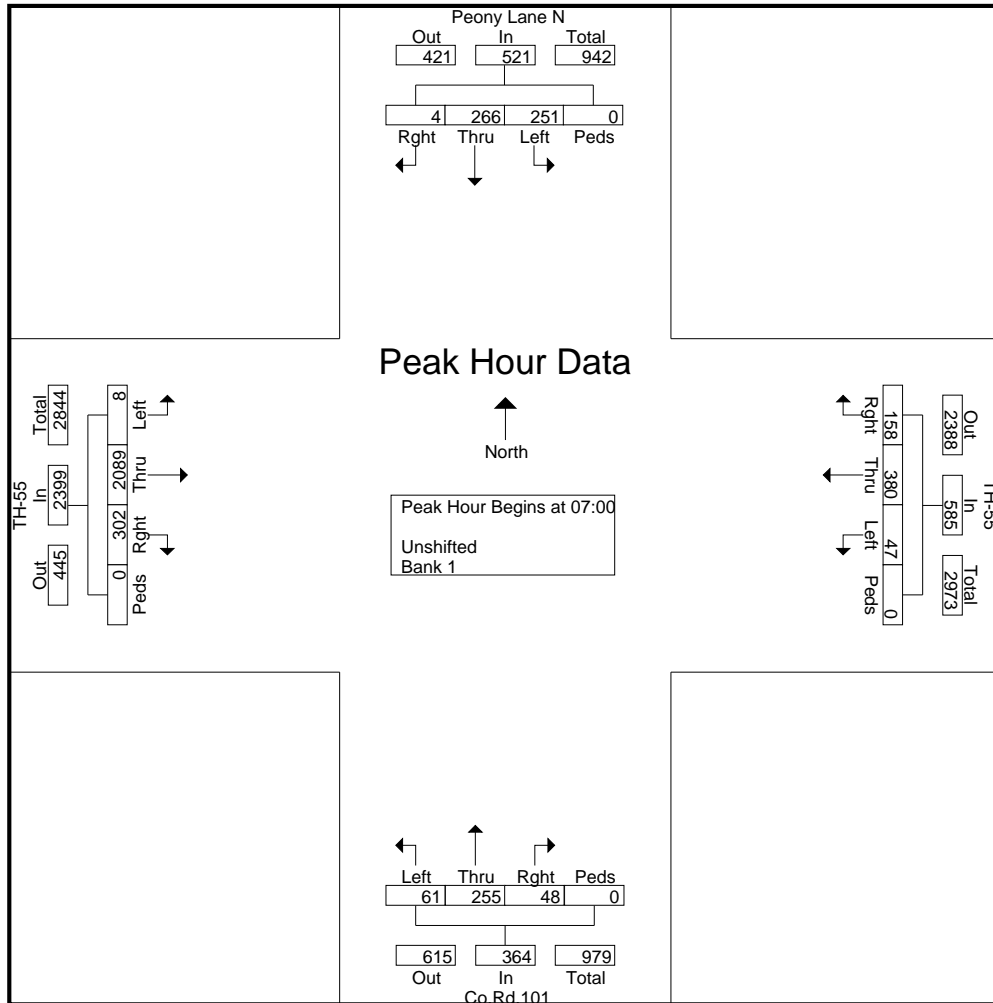 Peony Lane N
Out In Total
421 521 942
4 266 251 0
Rght Thru Left Peds
Peak Hour Data
North
Peak Hour Begins at 07:00
Unshifted
Bank 1
TH-55
Total In Out
2844 2399 445
8 2089 302 0
Left Thru Rght Peds
TH-55
Out In Total
2388 585 2973
158 380 47 0
Rght Thru Left Peds
Left Thru Rght Peds
61 255 48 0
615 364 979
Out In Total
Co Rd 101